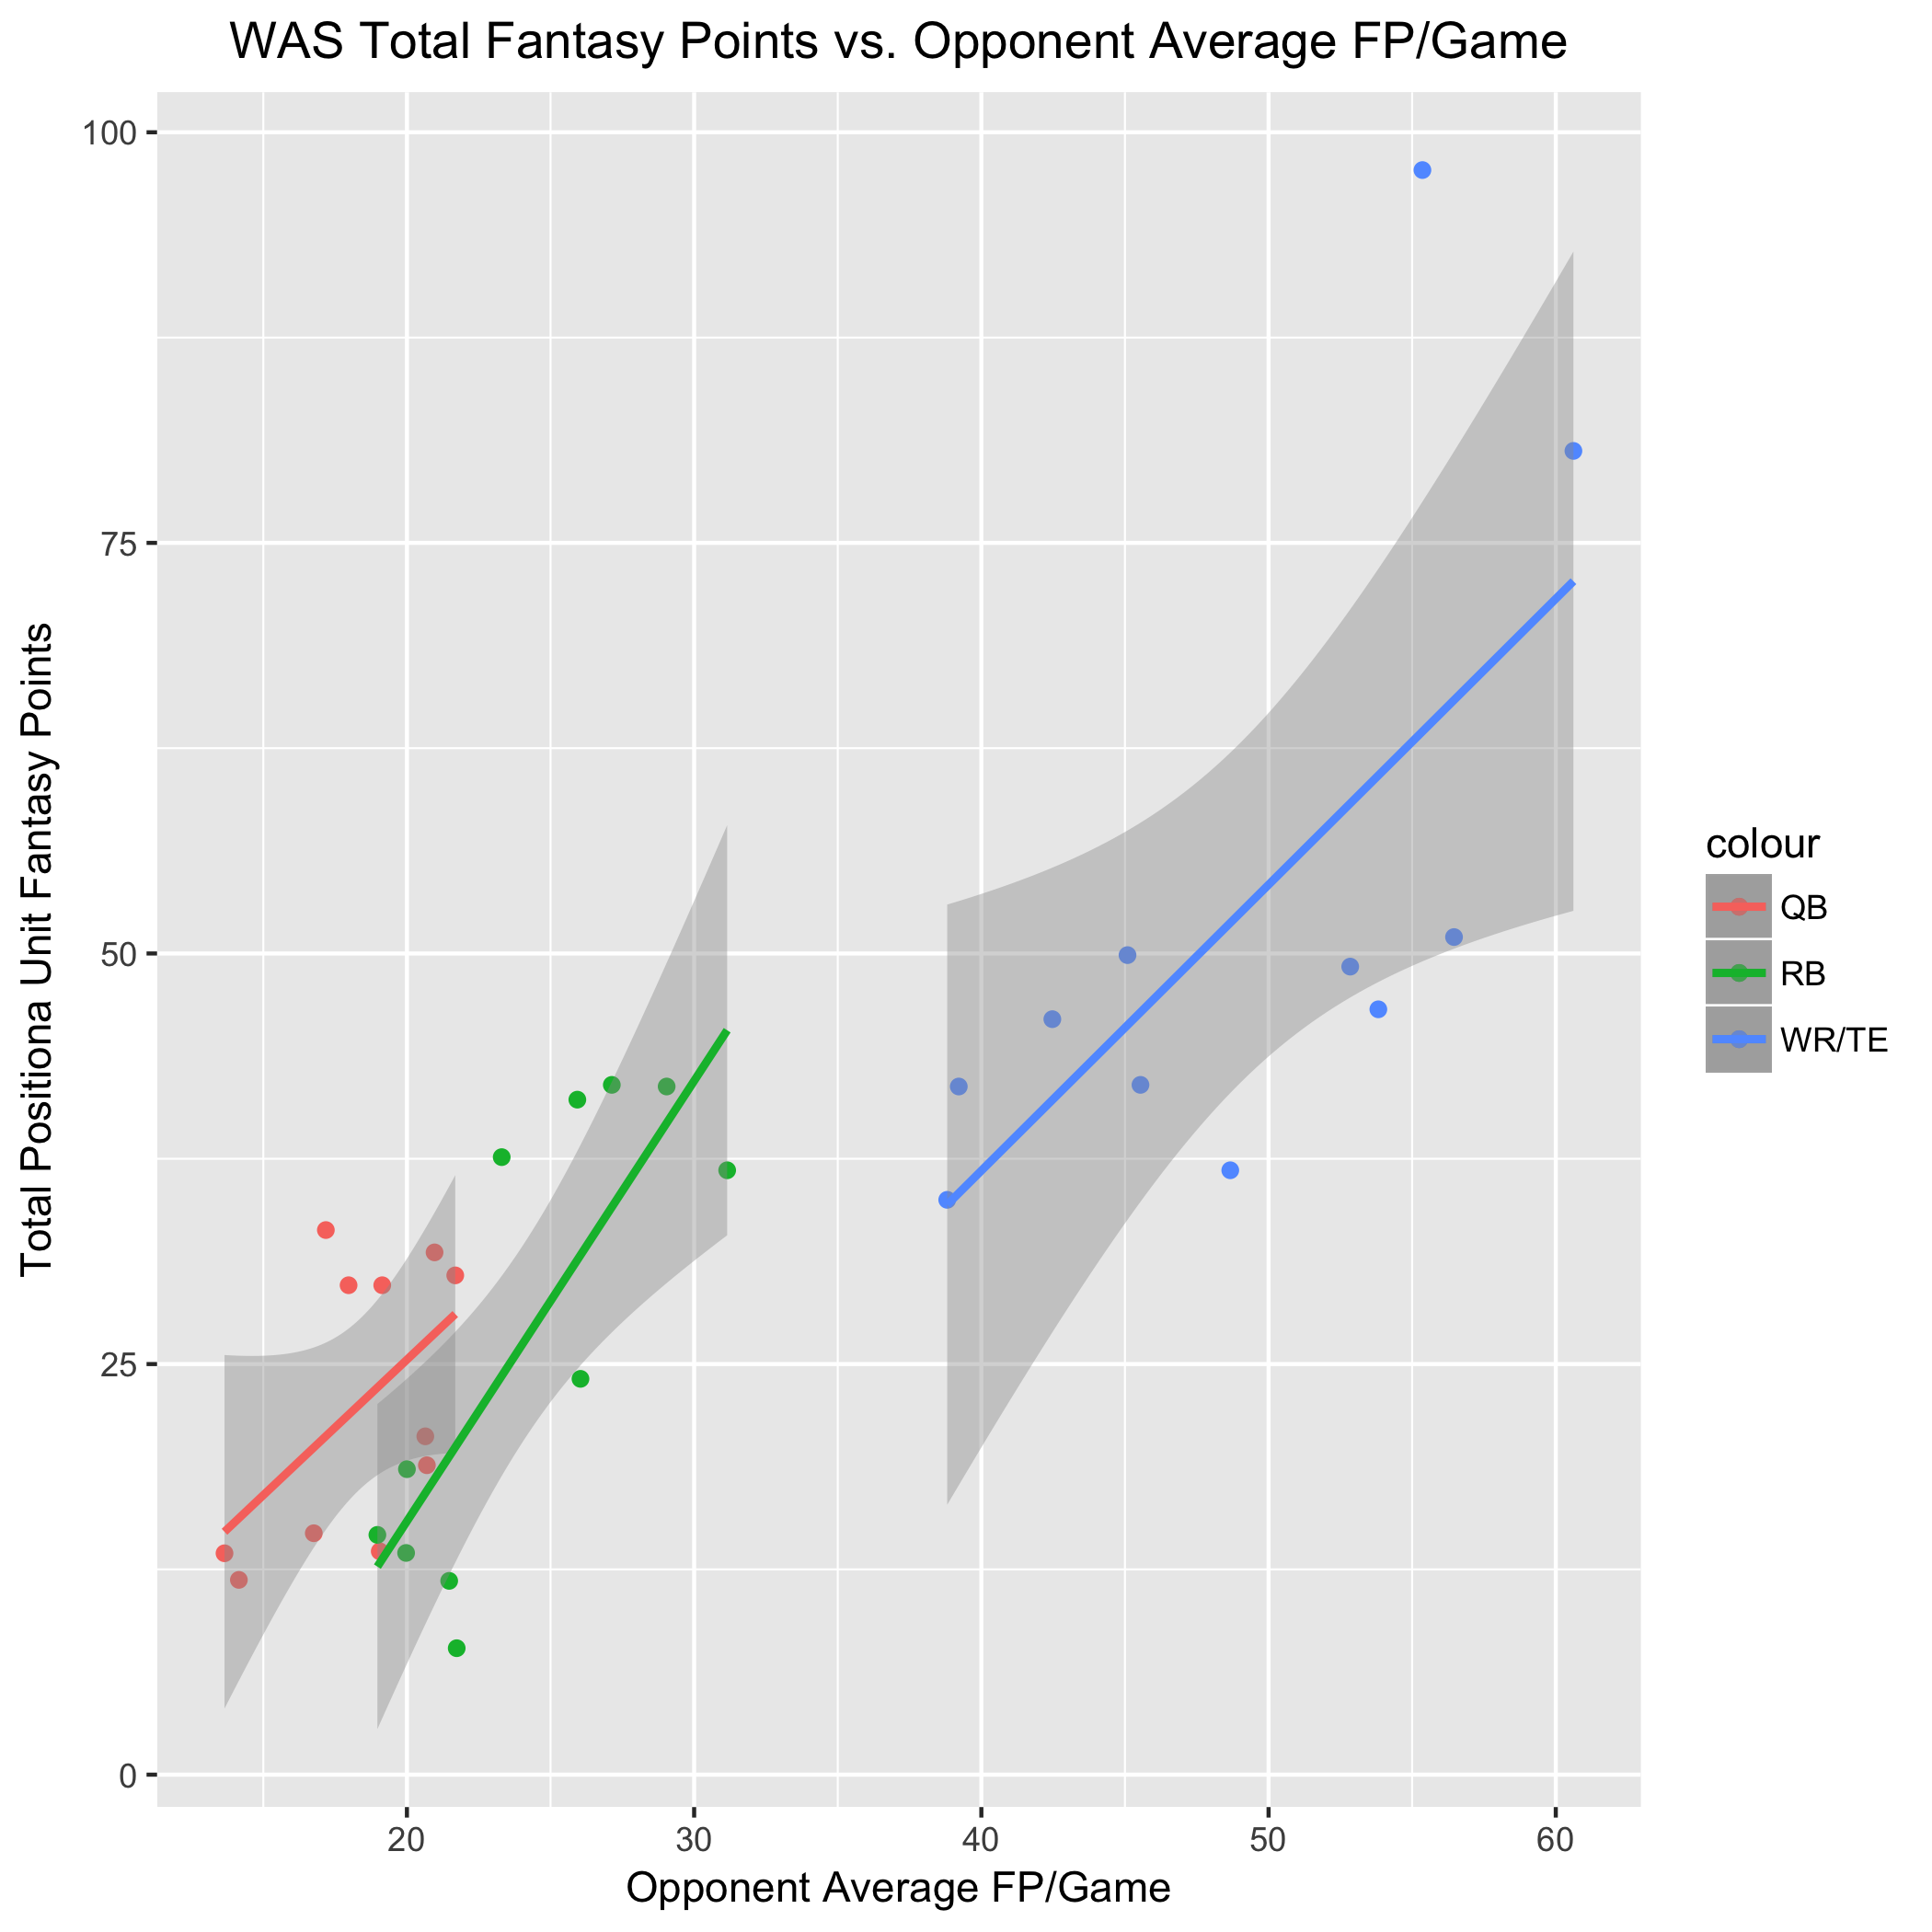 WAS Total Fantasy Points vs. Opponent Average FP/Game
Total Positiona Unit Fantasy Points
100
75
50
25
0
20
30
40
50
60
Opponent Average FP/Game
colour
QB
RB
WR/TE